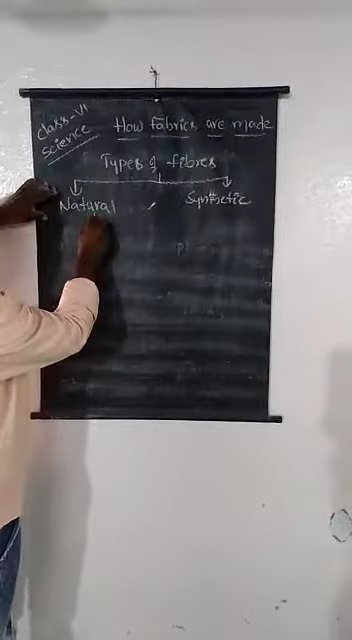 Class-VI
Science
How fabrics are made
Types of fibres
Natural
Synthetic